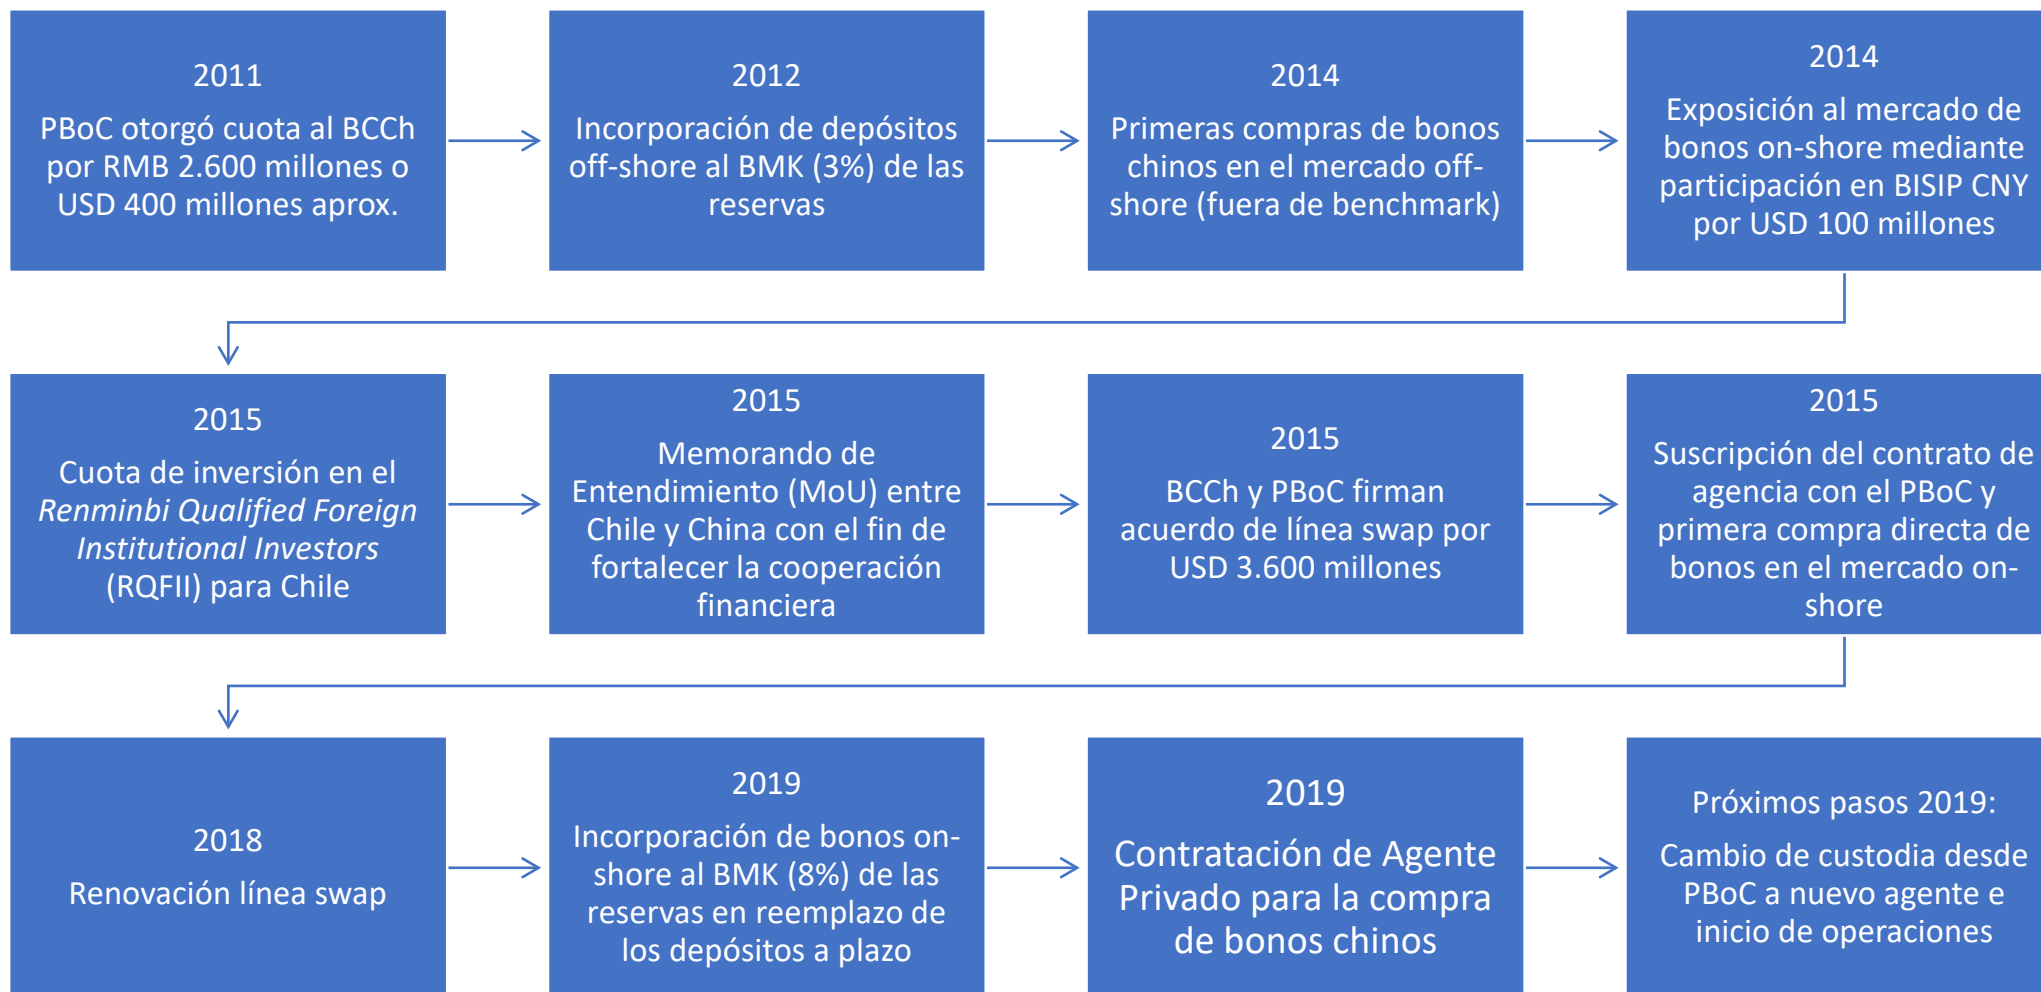 2011
PBoC otorgó cuota al BCCh
por RMB 2.600 millones o
USD 400 millones aprox.
2012
Incorporación de depósitos
off-shore al BMK (3%) de las
reservas
2014
Primeras compras de bonos
chinos en el mercado off-
shore (fuera de benchmark)
2014
Exposición al mercado de
bonos on-shore mediante
participación en BISIP CNY
por USD 100 millones
2015
Cuota de inversión en el
Renminbi Qualified Foreign
Institutional Investors
(RQFII) para Chile
2015
Memorando de
Entendimiento (MoU) entre
Chile y China con el fin de
fortalecer la cooperación
financiera
2015
BCCh y PBoC firman
acuerdo de línea swap por
USD 3.600 millones
2015
Suscripción del contrato de
agencia con el PBoC y
primera compra directa de
bonos en el mercado on-
shore
2018
Renovación línea swap
2019
Incorporación de bonos on-
shore al BMK (8%) de las
reservas en reemplazo de
los depósitos a plazo
2019
Contratación de Agente
Privado para la compra
de bonos chinos
Próximos pasos 2019:
Cambio de custodia desde
PBoC a nuevo agente e
inicio de operaciones